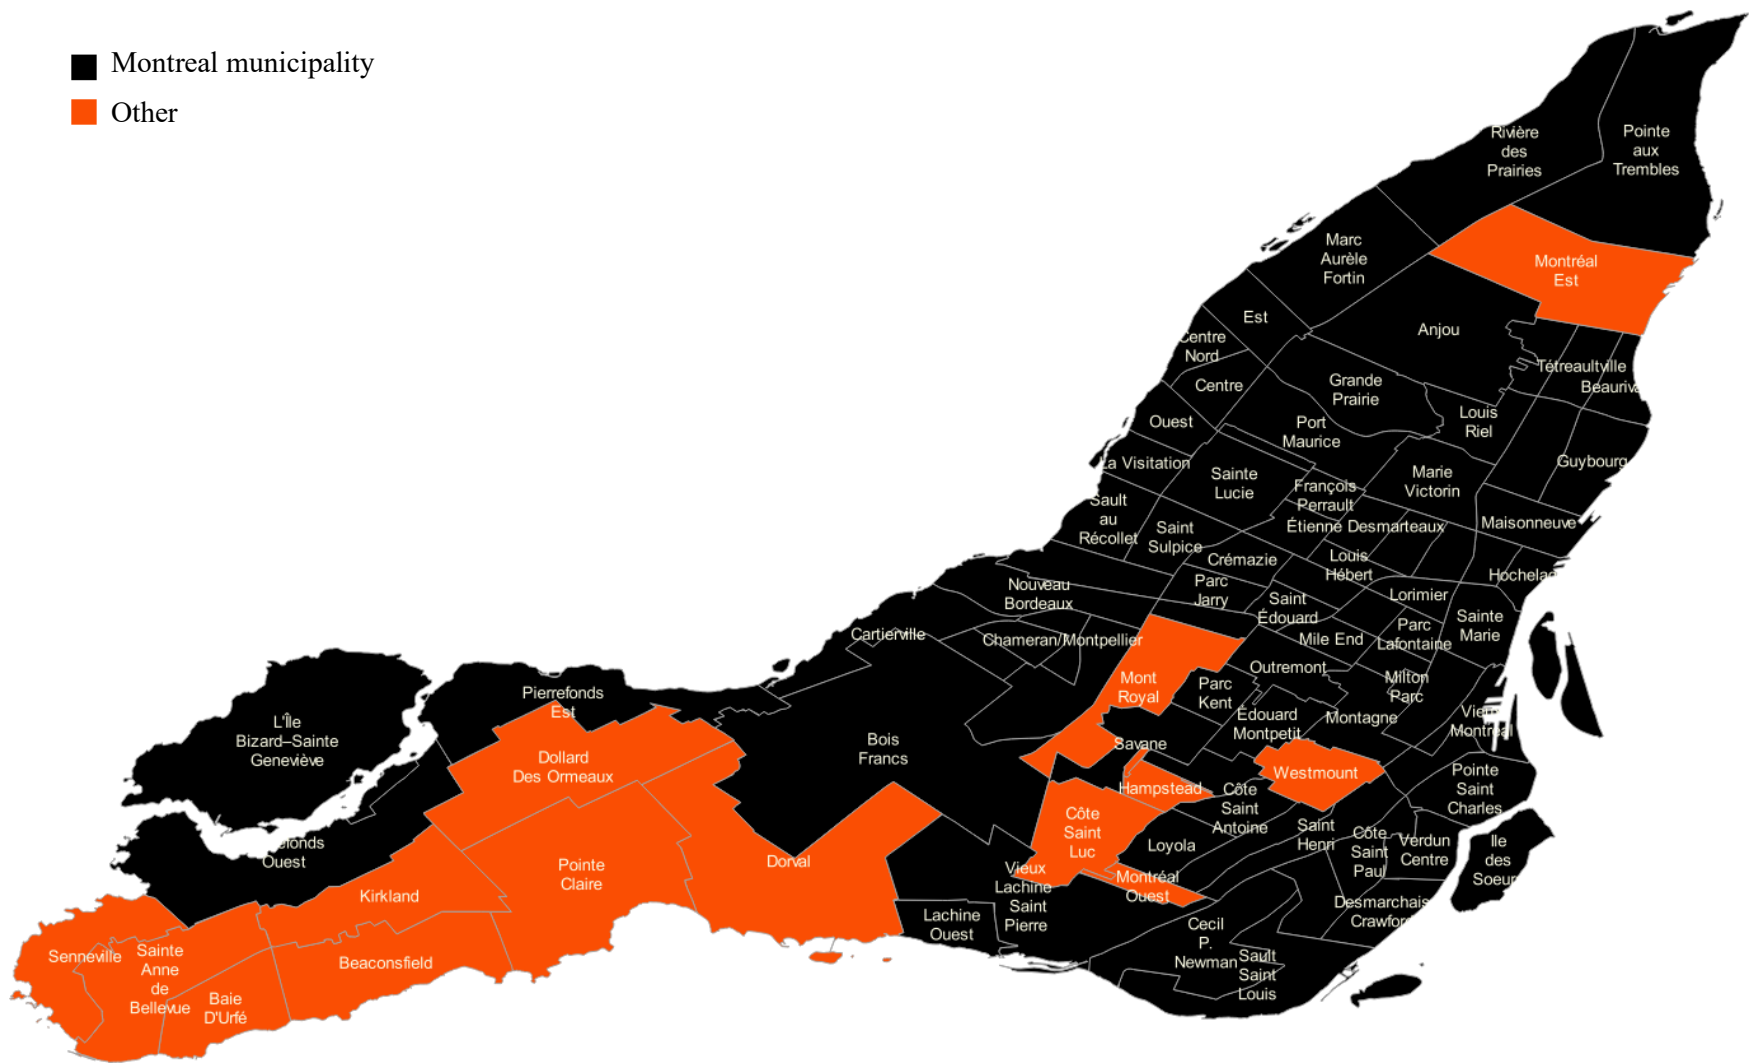 Montreal municipality
Other
Rivière
des
Prairies
Pointe
aux
Trembles
Marc
Aurèle
Fortin
Montréal
Est
Est
Anjou
Centre
Nord
Centre
Tétreaultville
Grande
Prairie
Ouest
Louis
Riel
Port
Maurice
La Visitation
Sainte
Lucie
Marie
Victorin
Guybourg
François
Perrault
Sault
au
Récollet
Saint
Sulpice
Étienne Desmarteaux
Maisonneuve
Crémazie
Louis
Hébert
Nouveau
Bordeaux
Parc
Jarry
Saint
Édouard
Lorimier
Sainte
Marie
Cartierville
Chameran/Montpellier
Mile End
Parc
Lafontaine
Outremont
Mont
Royal
Parc
Kent
Milton
Parc
Pierrefonds
Est
L'Île
Bizard–Sainte
Geneviève
Édouard
Montpetit
Montagne
Vieux
Montréal
Bois
Francs
Savane
Dollard
Des Ormeaux
Westmount
Hampstead
Pointe
Saint
Charles
Côte
Saint
Luc
Côte
Saint
Antoine
Loyola
Saint
Henri
Côte
Saint
Paul
Verdun
Centre
Ile
des
Soeur
Ouest
Dorval
Pointe
Claire
Kirkland
Vieux
Lachine
Saint
Pierre
Montréal
Ouest
Lachine
Ouest
Desmarchais
Crawford
Cecil
P.
Newman
Sault
Saint
Louis
Senneville
Sainte
Anne
de
Bellevue
Beaconsfield
Baie
D'Urfé